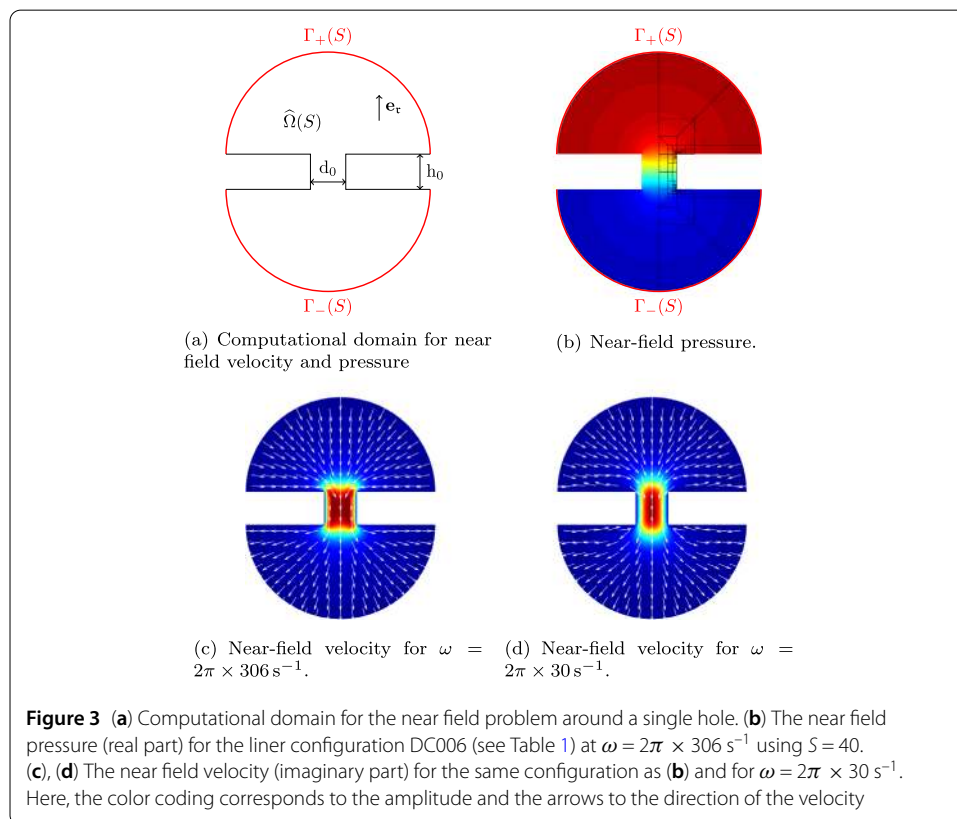 Γ₊(S)
Γ₊(S)
Ω̂(S)
e_r
d₀
h₀
Γ₋(S)
Γ₋(S)
(a) Computational domain for near
field velocity and pressure
(b) Near-field pressure.
(c) Near-field velocity for ω =
2π × 306 s⁻¹.
(d) Near-field velocity for ω =
2π × 30 s⁻¹.
Figure 3 (a) Computational domain for the near field problem around a single hole. (b) The near field
pressure (real part) for the liner configuration DC006 (see Table 1) at ω = 2π × 306 s⁻¹ using S = 40.
(c), (d) The near field velocity (imaginary part) for the same configuration as (b) and for ω = 2π × 30 s⁻¹.
Here, the color coding corresponds to the amplitude and the arrows to the direction of the velocity